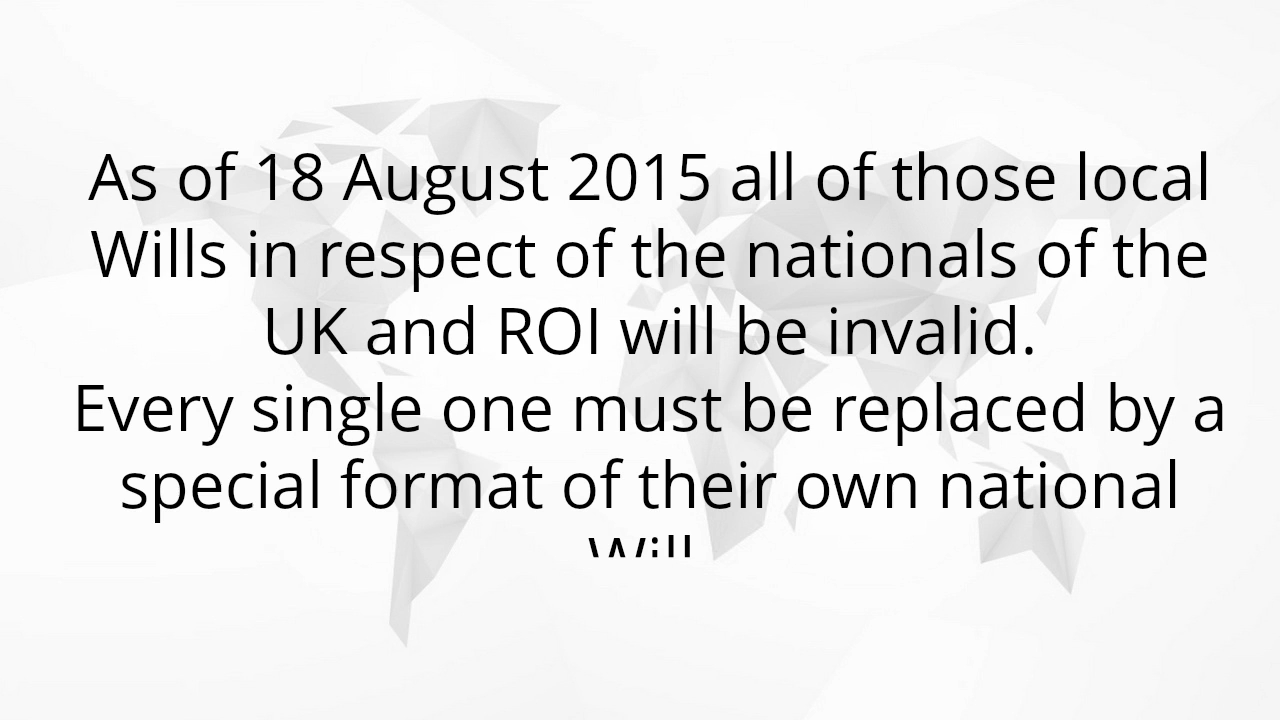 As of 18 August 2015 all of those local
Wills in respect of the nationals of the
UK and ROI will be invalid.
Every single one must be replaced by a
special format of their own national
Will